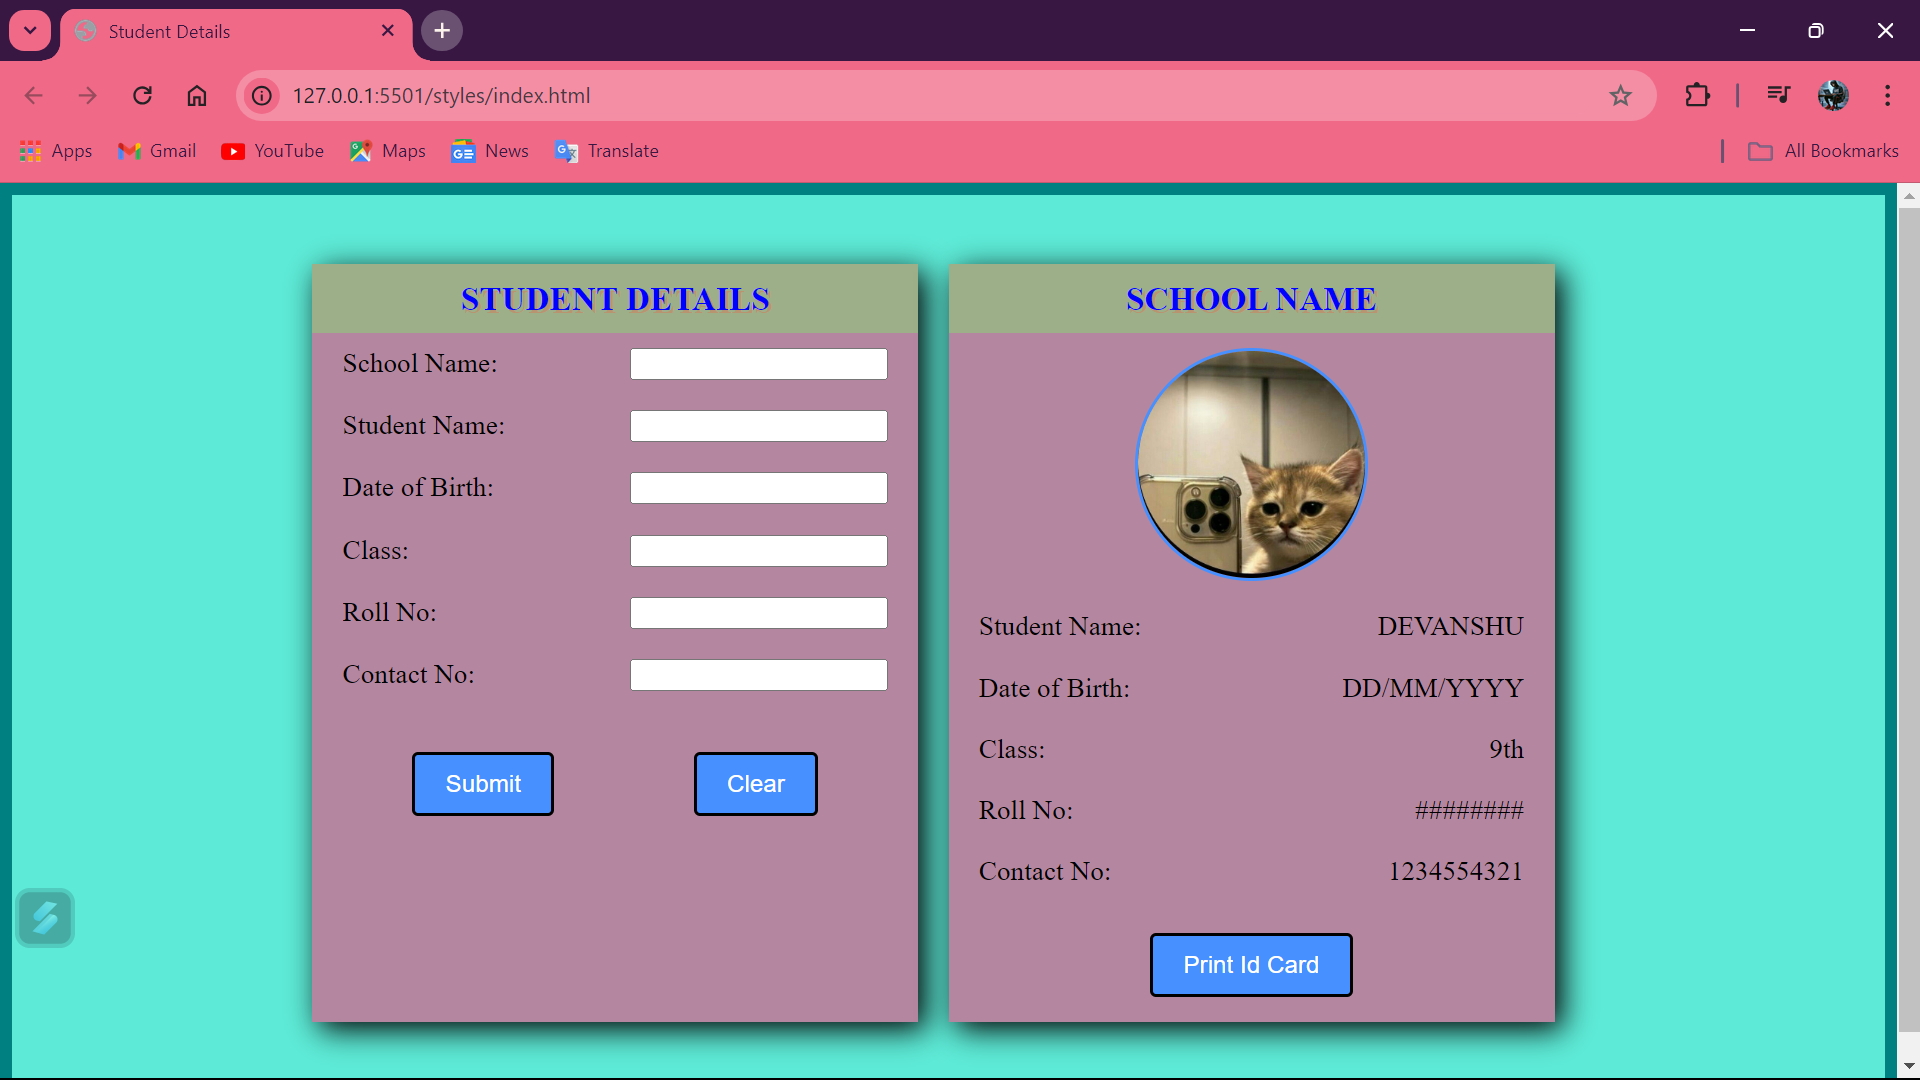 Student Details
127.0.0.1:5501/styles/index.html
Apps Gmail YouTube Maps News Translate All Bookmarks
STUDENT DETAILS
School Name:
Student Name:
Date of Birth:
Class:
Roll No:
Contact No:
Submit Clear
SCHOOL NAME
Student Name: DEVANSHU
Date of Birth: DD/MM/YYYY
Class: 9th
Roll No: ########
Contact No: 1234554321
Print Id Card